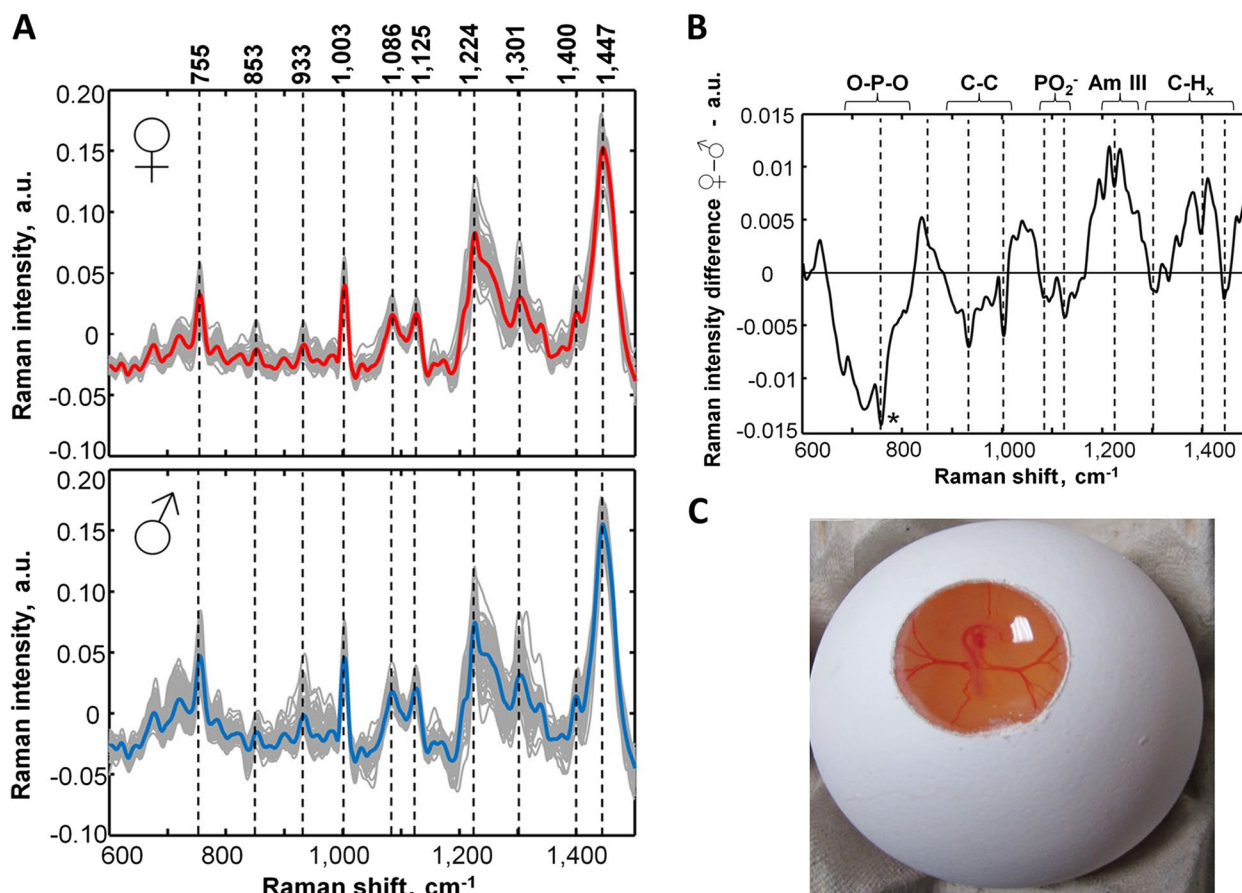 A
755 853 933 1,003 1,086 1,125 1,224 1,301 1,400 1,447
Raman intensity, a.u.
0.20
0.15
0.10
0.05
0
-0.05
-0.10
♀
Raman intensity, a.u.
0.20
0.15
0.10
0.05
0
-0.05
-0.10
♂
600 800 1,000 1,200 1,400
Raman shift, cm-1
B
O-P-O C-C PO2- Am III C-Hx
Raman intensity difference ♀-♂ - a.u.
0.015
0.01
0.005
0
-0.005
-0.01
-0.015
*
600 800 1,000 1,200 1,400
Raman shift, cm-1
C